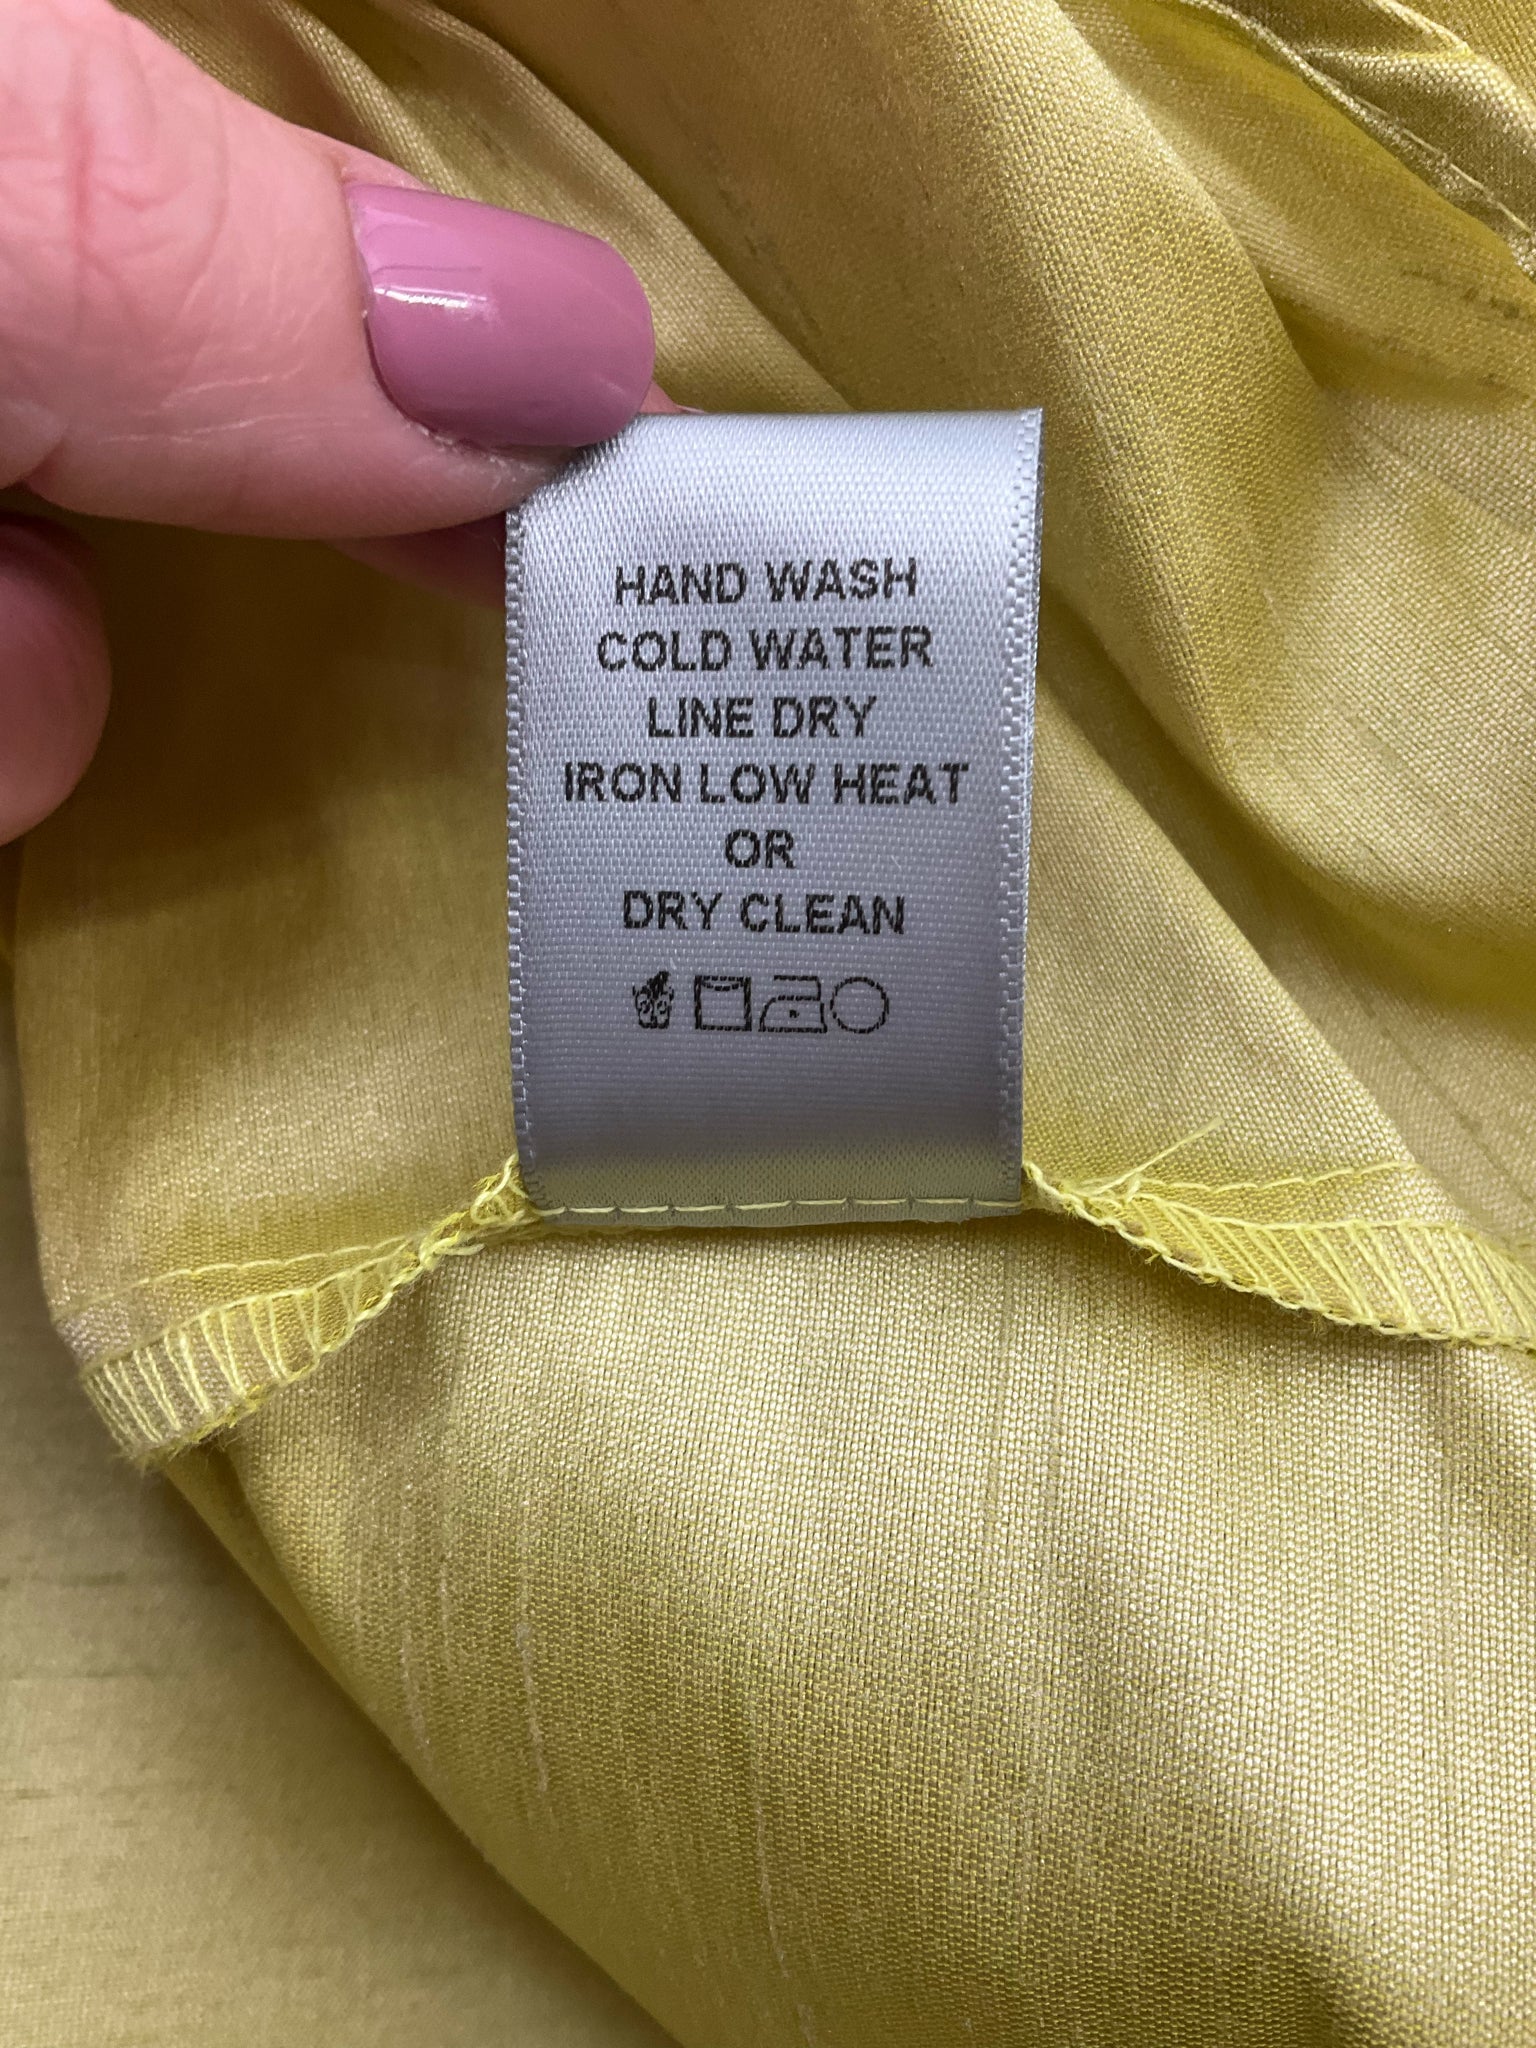 HAND WASH
COLD WATER
LINE DRY
IRON LOW HEAT
OR
DRY CLEAN